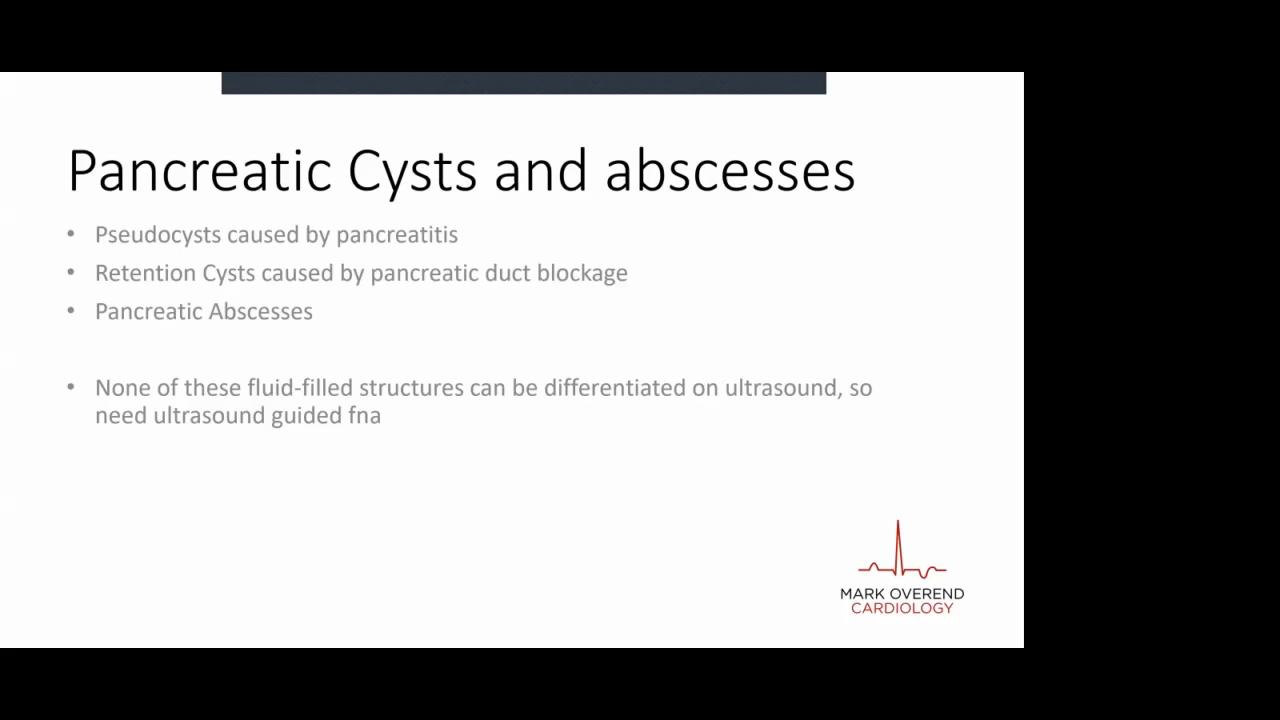 Pancreatic Cysts and abscesses
• Pseudocysts caused by pancreatitis
• Retention Cysts caused by pancreatic duct blockage
• Pancreatic Abscesses
• None of these fluid-filled structures can be differentiated on ultrasound, so
need ultrasound guided fna
MARK OVEREND
CARDIOLOGY